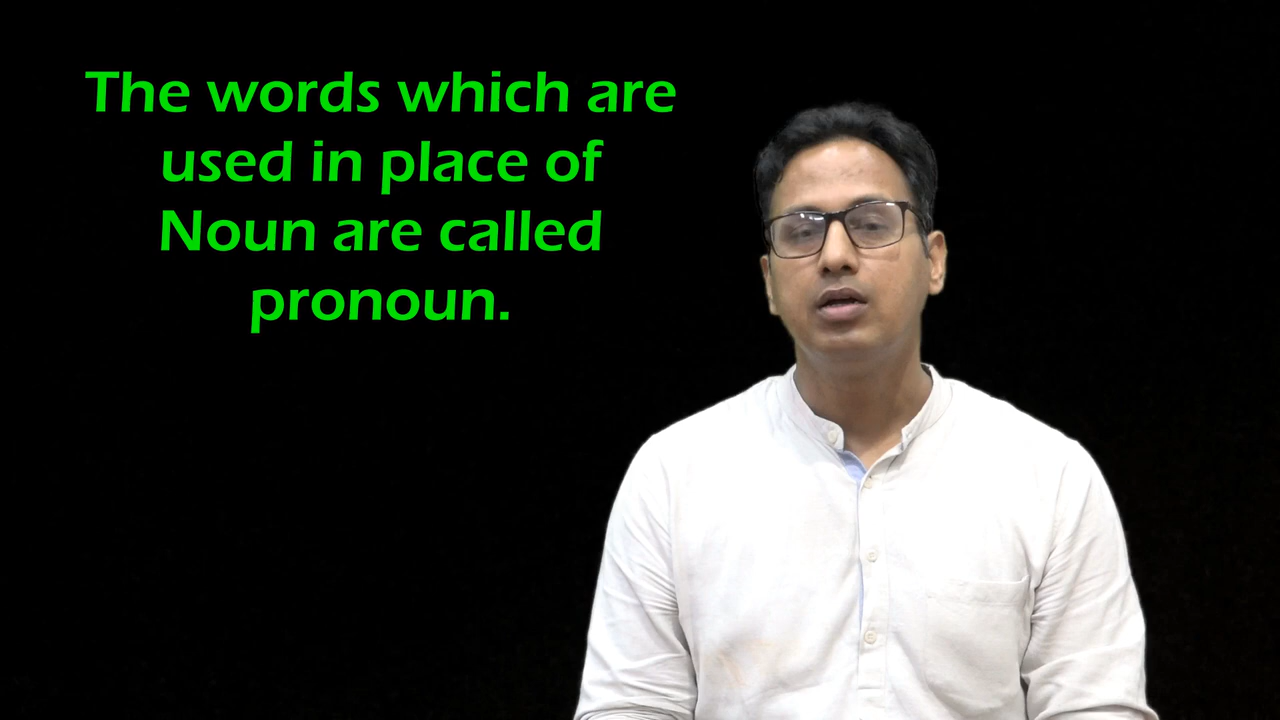 The words which are
used in place of
Noun are called
pronoun.